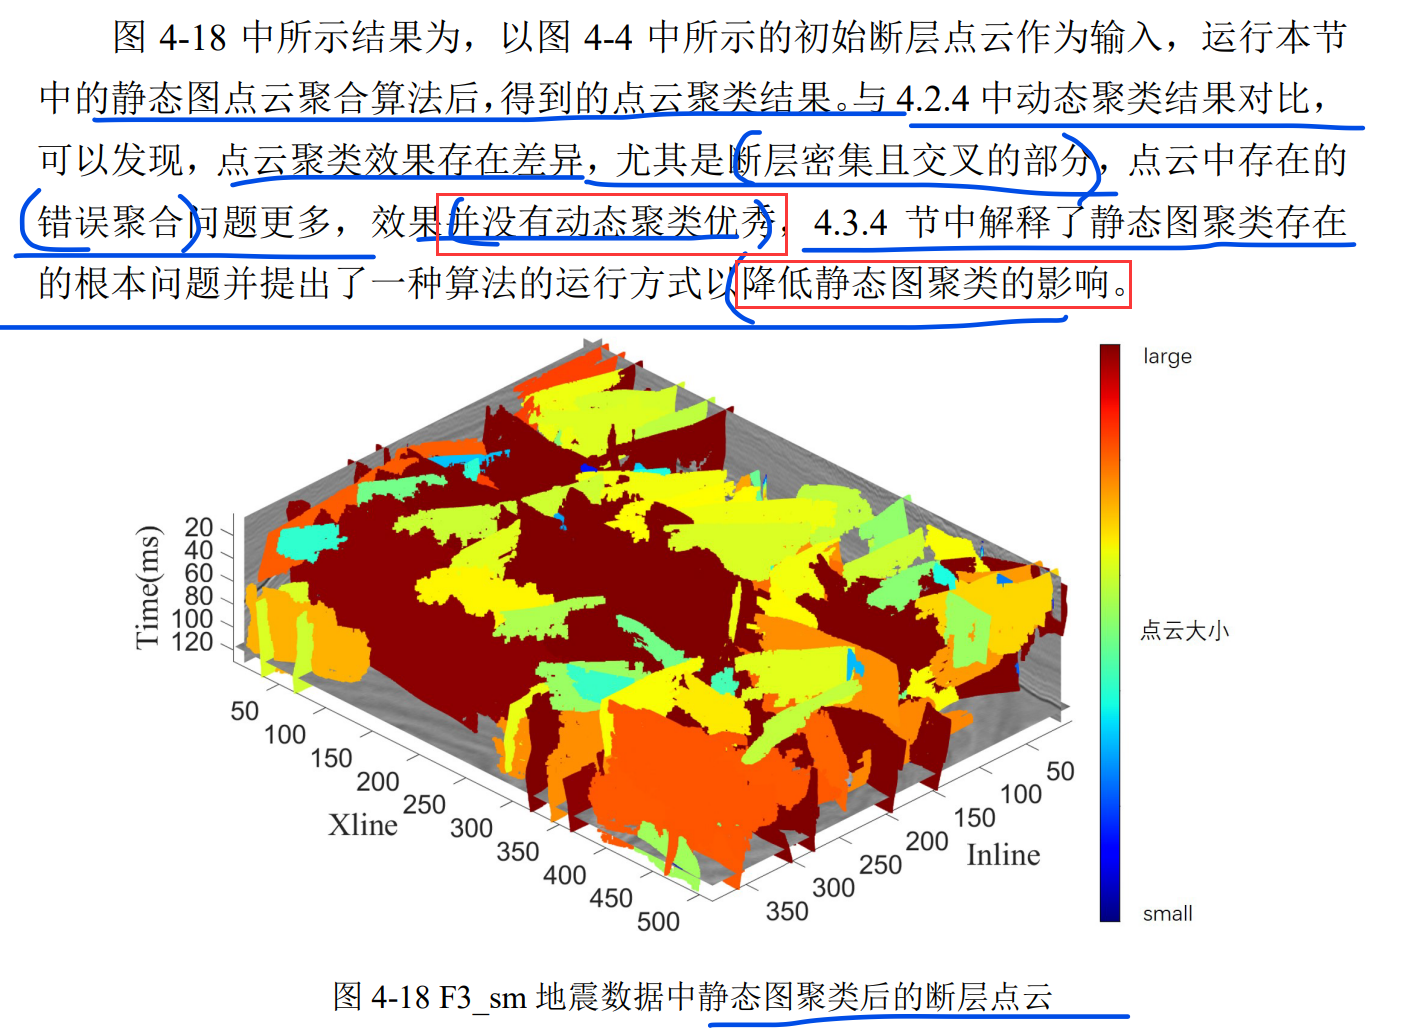 图 4-18 中所示结果为，以图 4-4 中所示的初始断层点云作为输入，运行本节
中的静态图点云聚合算法后，得到的点云聚类结果。与 4.2.4 中动态聚类结果对比，
可以发现，点云聚类效果存在差异，尤其是断层密集且交叉的部分，点云中存在的
错误聚合问题更多，效果并没有动态聚类优秀，4.3.4 节中解释了静态图聚类存在
的根本问题并提出了一种算法的运行方式以降低静态图聚类的影响。
large
点云大小
small
Time(ms)
20
40
60
80
100
120
50
100
150
200
250
300
350
400
450
500
Xline
50
100
150
200
250
300
350
Inline
图 4-18 F3_sm 地震数据中静态图聚类后的断层点云